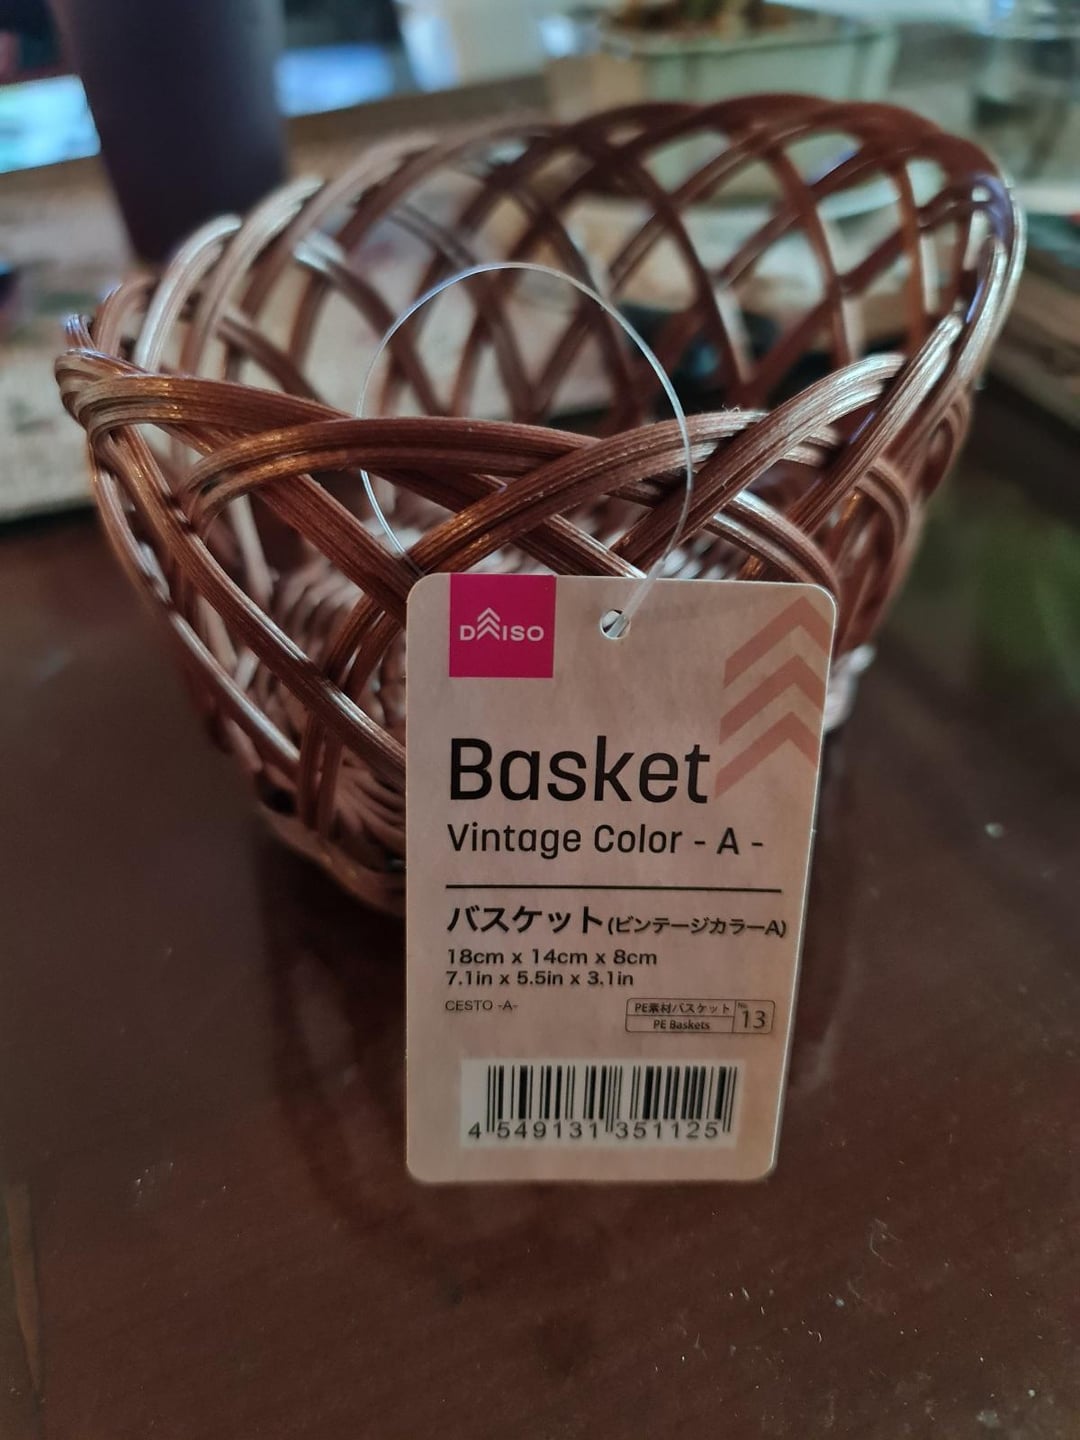 DAISO
Basket
Vintage Color - A -
バスケット(ビンテージカラーA)
18cm x 14cm x 8cm
7.1in x 5.5in x 3.1in
CESTO -A-
PE素材バスケット
PE Baskets
No 13
4 549131 351125